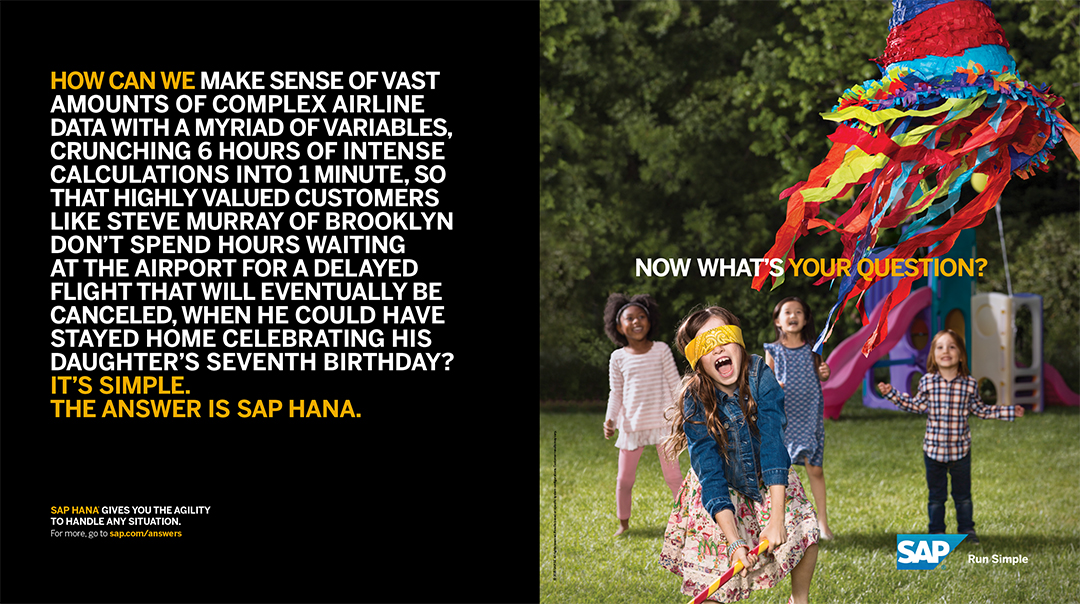 HOW CAN WE MAKE SENSE OF VAST
AMOUNTS OF COMPLEX AIRLINE
DATA WITH A MYRIAD OF VARIABLES,
CRUNCHING 6 HOURS OF INTENSE
CALCULATIONS INTO 1 MINUTE, SO
THAT HIGHLY VALUED CUSTOMERS
LIKE STEVE MURRAY OF BROOKLYN
DON'T SPEND HOURS WAITING
AT THE AIRPORT FOR A DELAYED
FLIGHT THAT WILL EVENTUALLY BE
CANCELED, WHEN HE COULD HAVE
STAYED HOME CELEBRATING HIS
DAUGHTER'S SEVENTH BIRTHDAY?
IT'S SIMPLE.
THE ANSWER IS SAP HANA.
SAP HANA® GIVES YOU THE AGILITY
TO HANDLE ANY SITUATION.
For more, go to sap.com/answers
NOW WHAT'S YOUR QUESTION?
SAP Run Simple